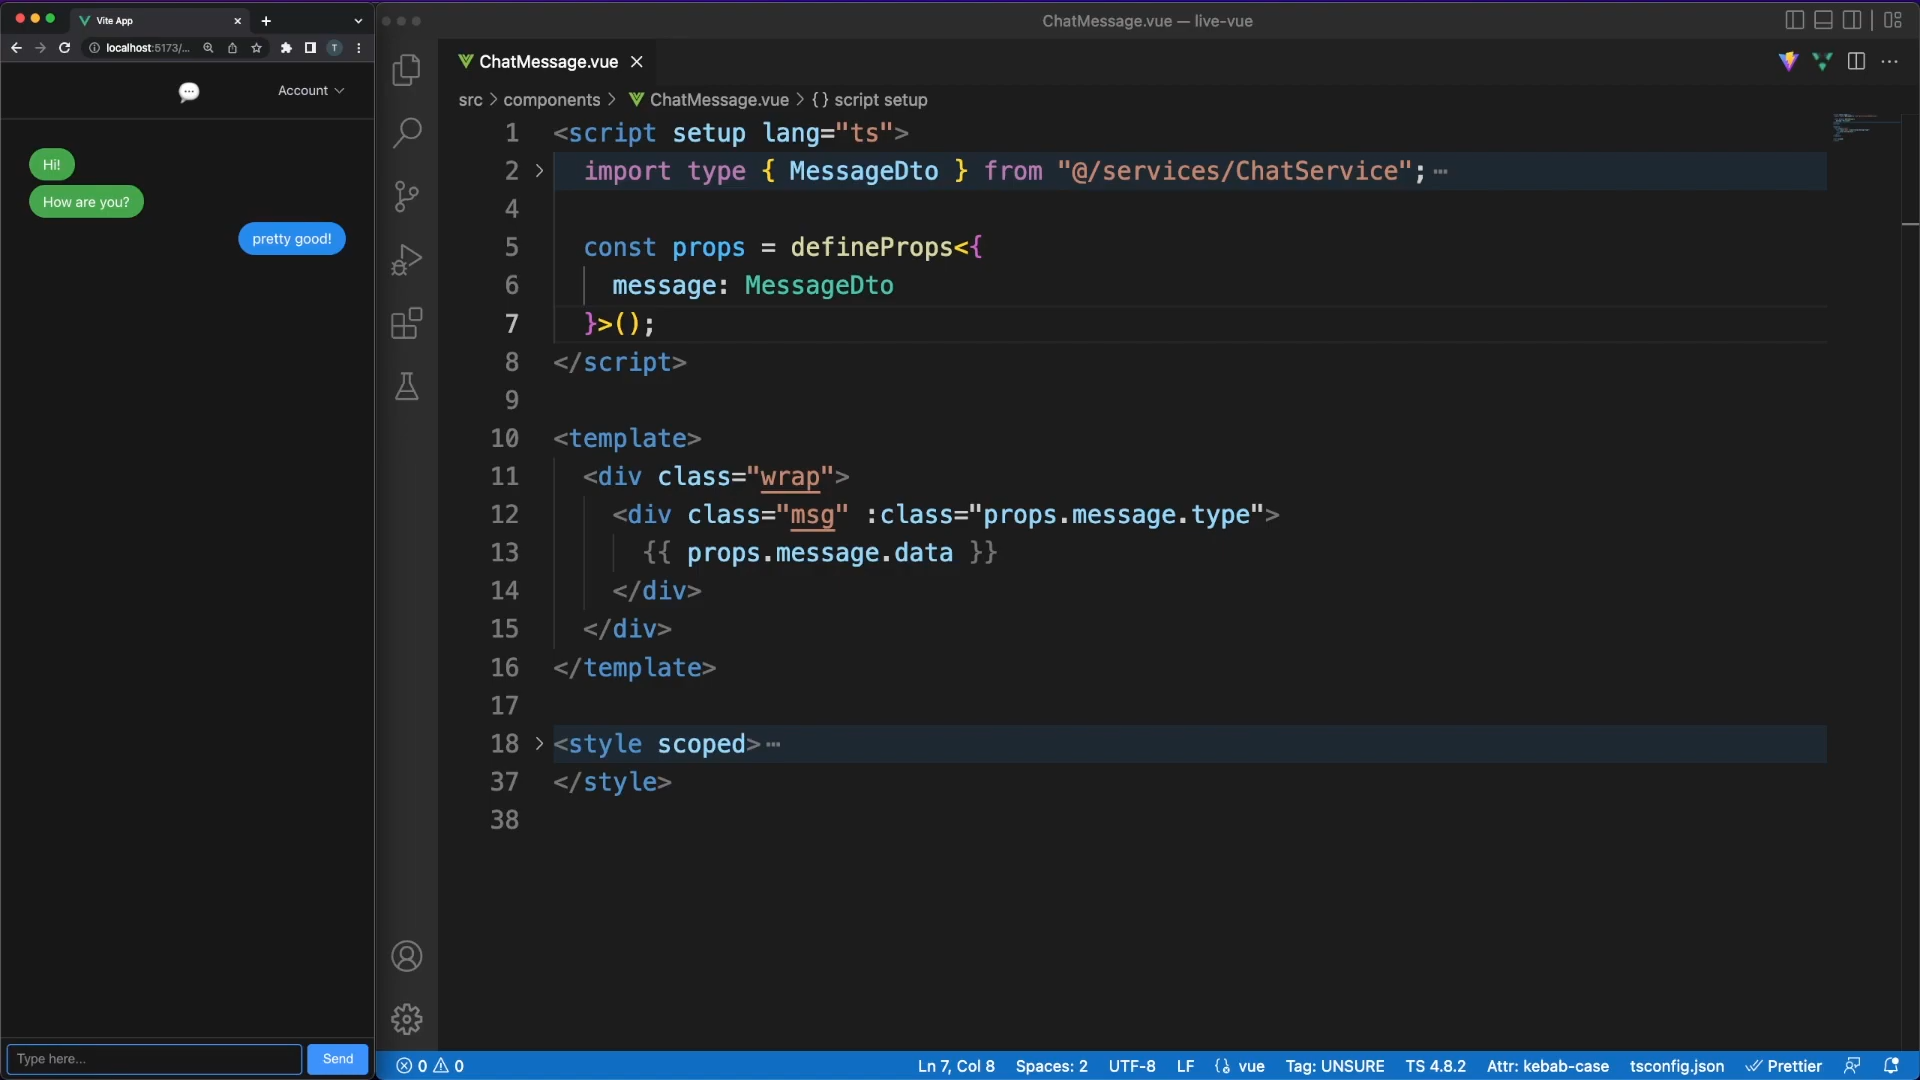 Vite App
localhost:5173/...
T
Account
Hi!
How are you?
pretty good!
Type here...
Send
ChatMessage.vue — live-vue
ChatMessage.vue
src > components > ChatMessage.vue > {} script setup
1 <script setup lang="ts">
2 import type { MessageDto } from "@/services/ChatService";
4
5 const props = defineProps<{
6 message: MessageDto
7 }>();
8 </script>
9
10 <template>
11 <div class="wrap">
12 <div class="msg" :class="props.message.type">
13 {{ props.message.data }}
14 </div>
15 </div>
16 </template>
17
18 <style scoped>
37 </style>
38
0 0 Ln 7, Col 8 Spaces: 2 UTF-8 LF vue Tag: UNSURE TS 4.8.2 Attr: kebab-case tsconfig.json Prettier